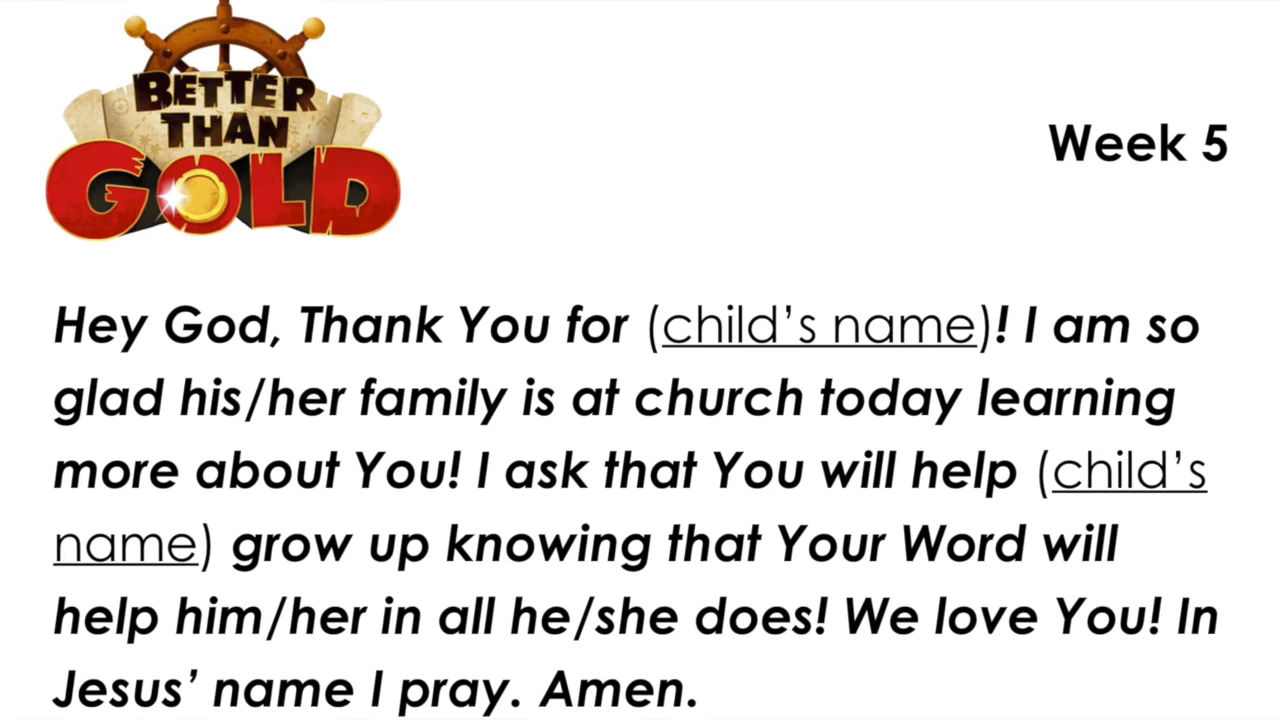 BETTER
THAN
GOLD
Week 5
Hey God, Thank You for (child’s name)! I am so
glad his/her family is at church today learning
more about You! I ask that You will help (child’s
name) grow up knowing that Your Word will
help him/her in all he/she does! We love You! In
Jesus’ name I pray. Amen.